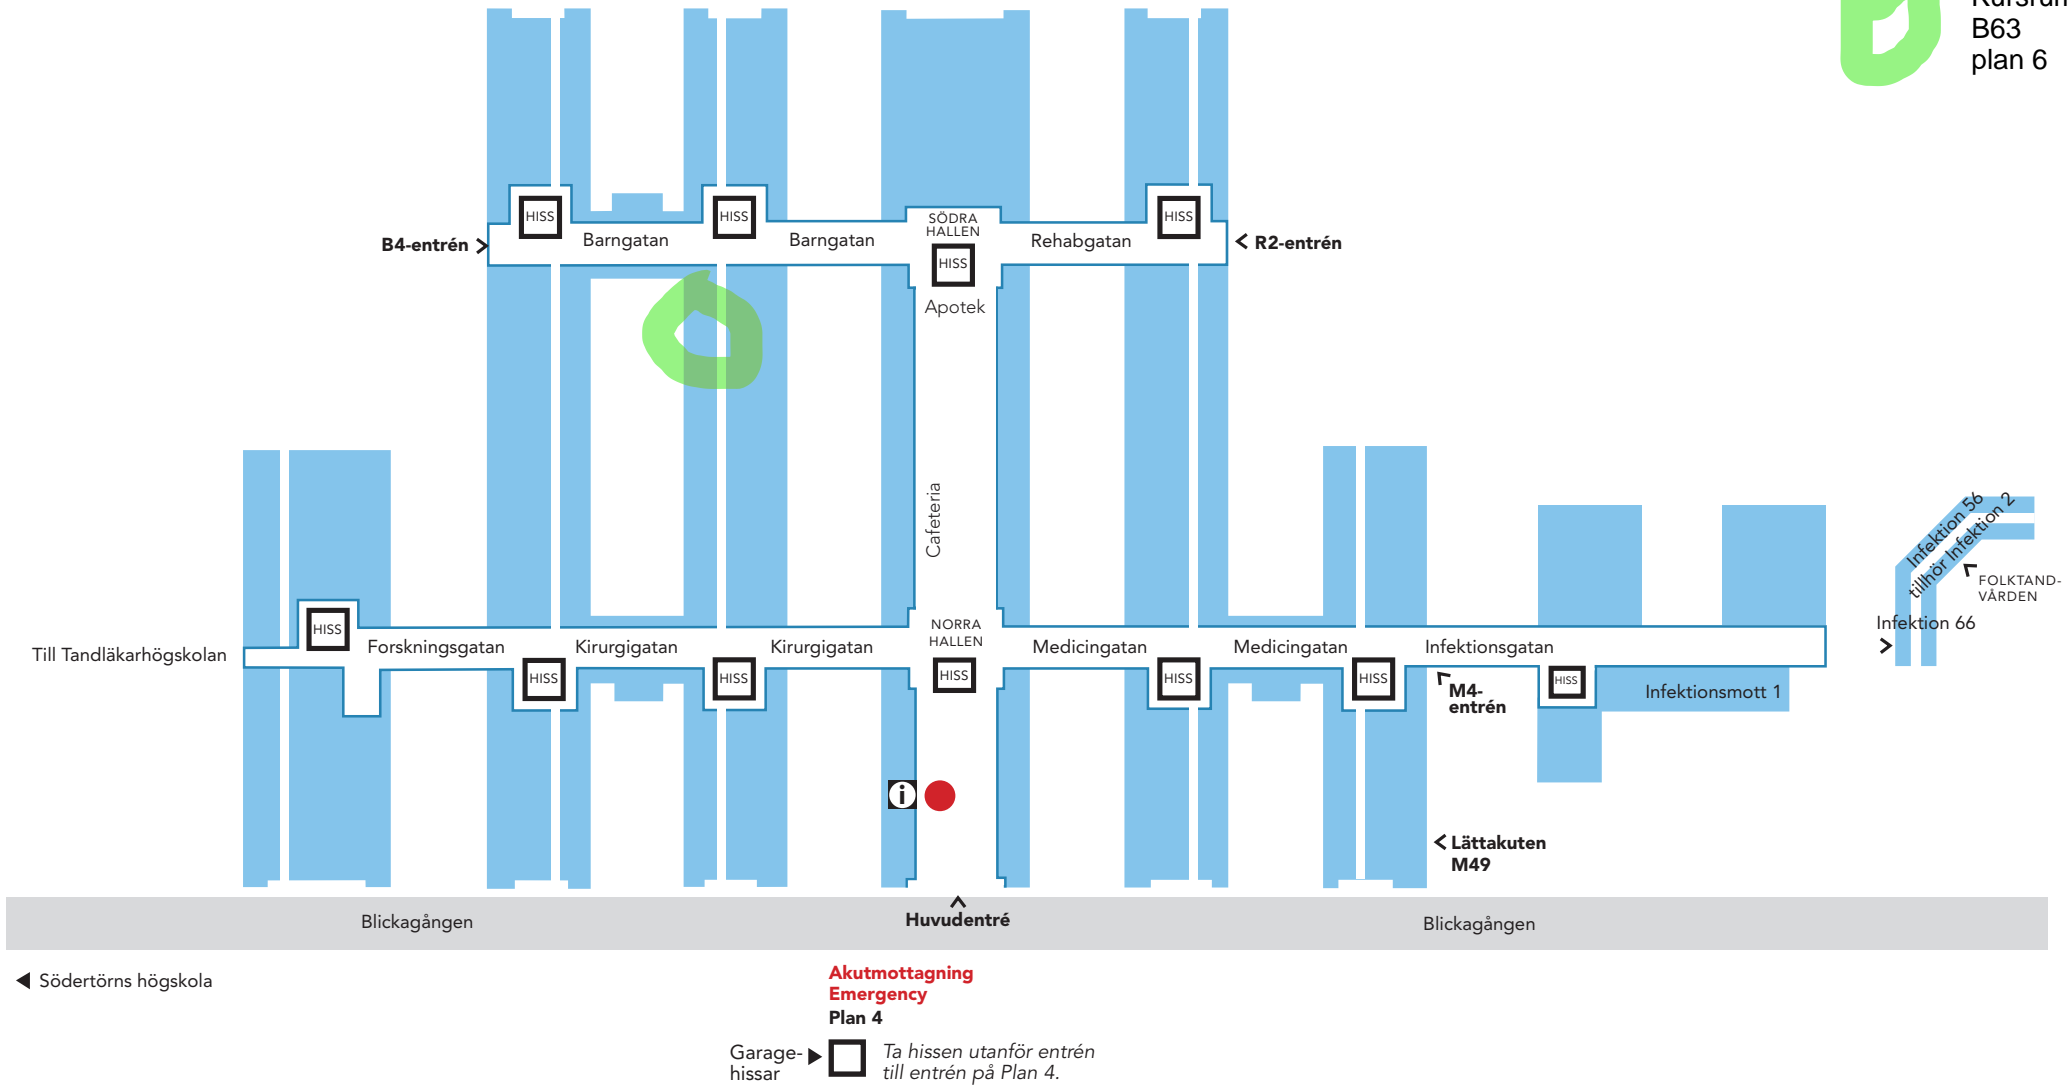 B63
plan 6
HISS
HISS
SÖDRA
HALLEN
HISS
B4-entrén
Barngatan
Barngatan
Rehabgatan
R2-entrén
HISS
Apotek
Cafeteria
Infektion 56
tillhör Infektion 2
FOLKTAND-
VÅRDEN
Infektion 66
HISS
NORRA
HALLEN
Till Tandläkarhögskolan
Forskningsgatan
Kirurgigatan
Kirurgigatan
Medicingatan
Medicingatan
Infektionsgatan
HISS
HISS
HISS
HISS
HISS
HISS
M4-
entrén
Infektionsmott 1
i
Lättakuten
M49
Blickagången
Huvudentré
Blickagången
Södertörns högskola
Akutmottagning
Emergency
Plan 4
Garage-
hissar
Ta hissen utanför entrén
till entrén på Plan 4.